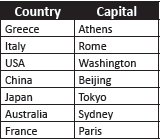 Country Capital
Greece Athens
Italy Rome
USA Washington
China Beijing
Japan Tokyo
Australia Sydney
France Paris